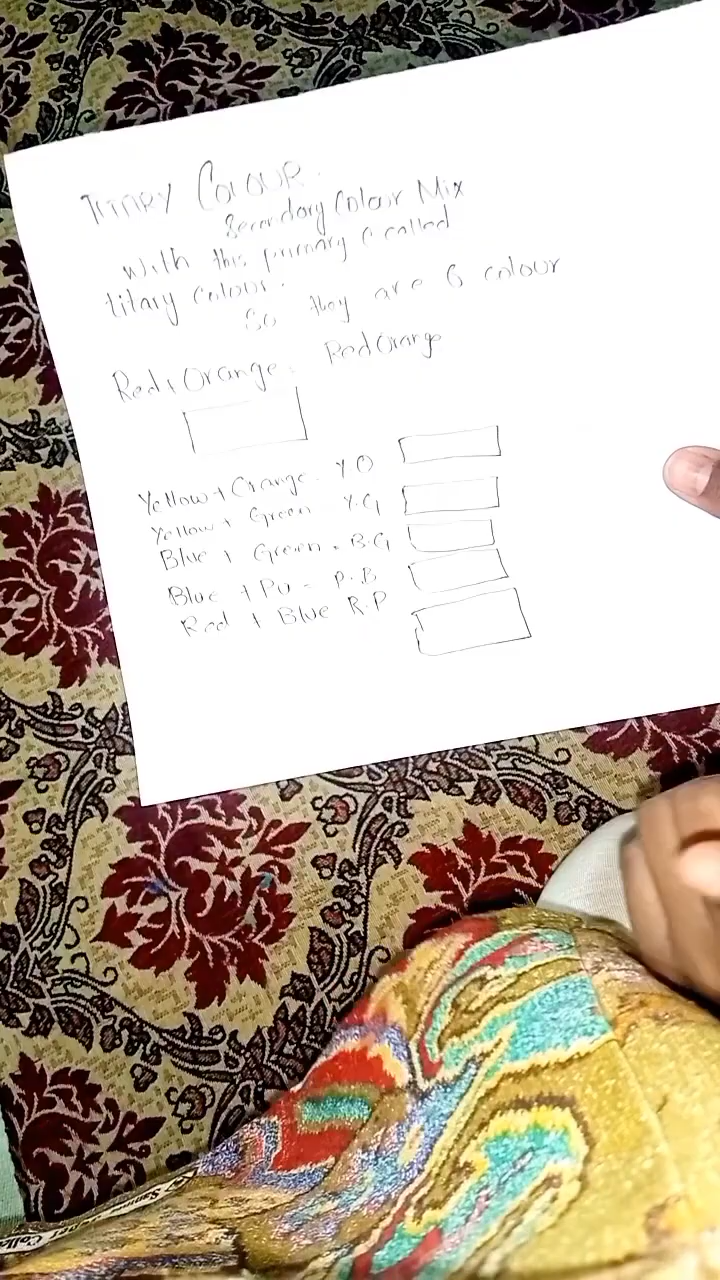 TITARY COLOUR.
Secondary Colour Mix
with this primary C called
titary Colour.
So they are 6 colour
Red + Orange = Red Orange
Yellow + Orange = Y O
Yellow + Green Y.G
Blue + Green = B.G
Blue + Pu = P.B
Red + Blue R.P